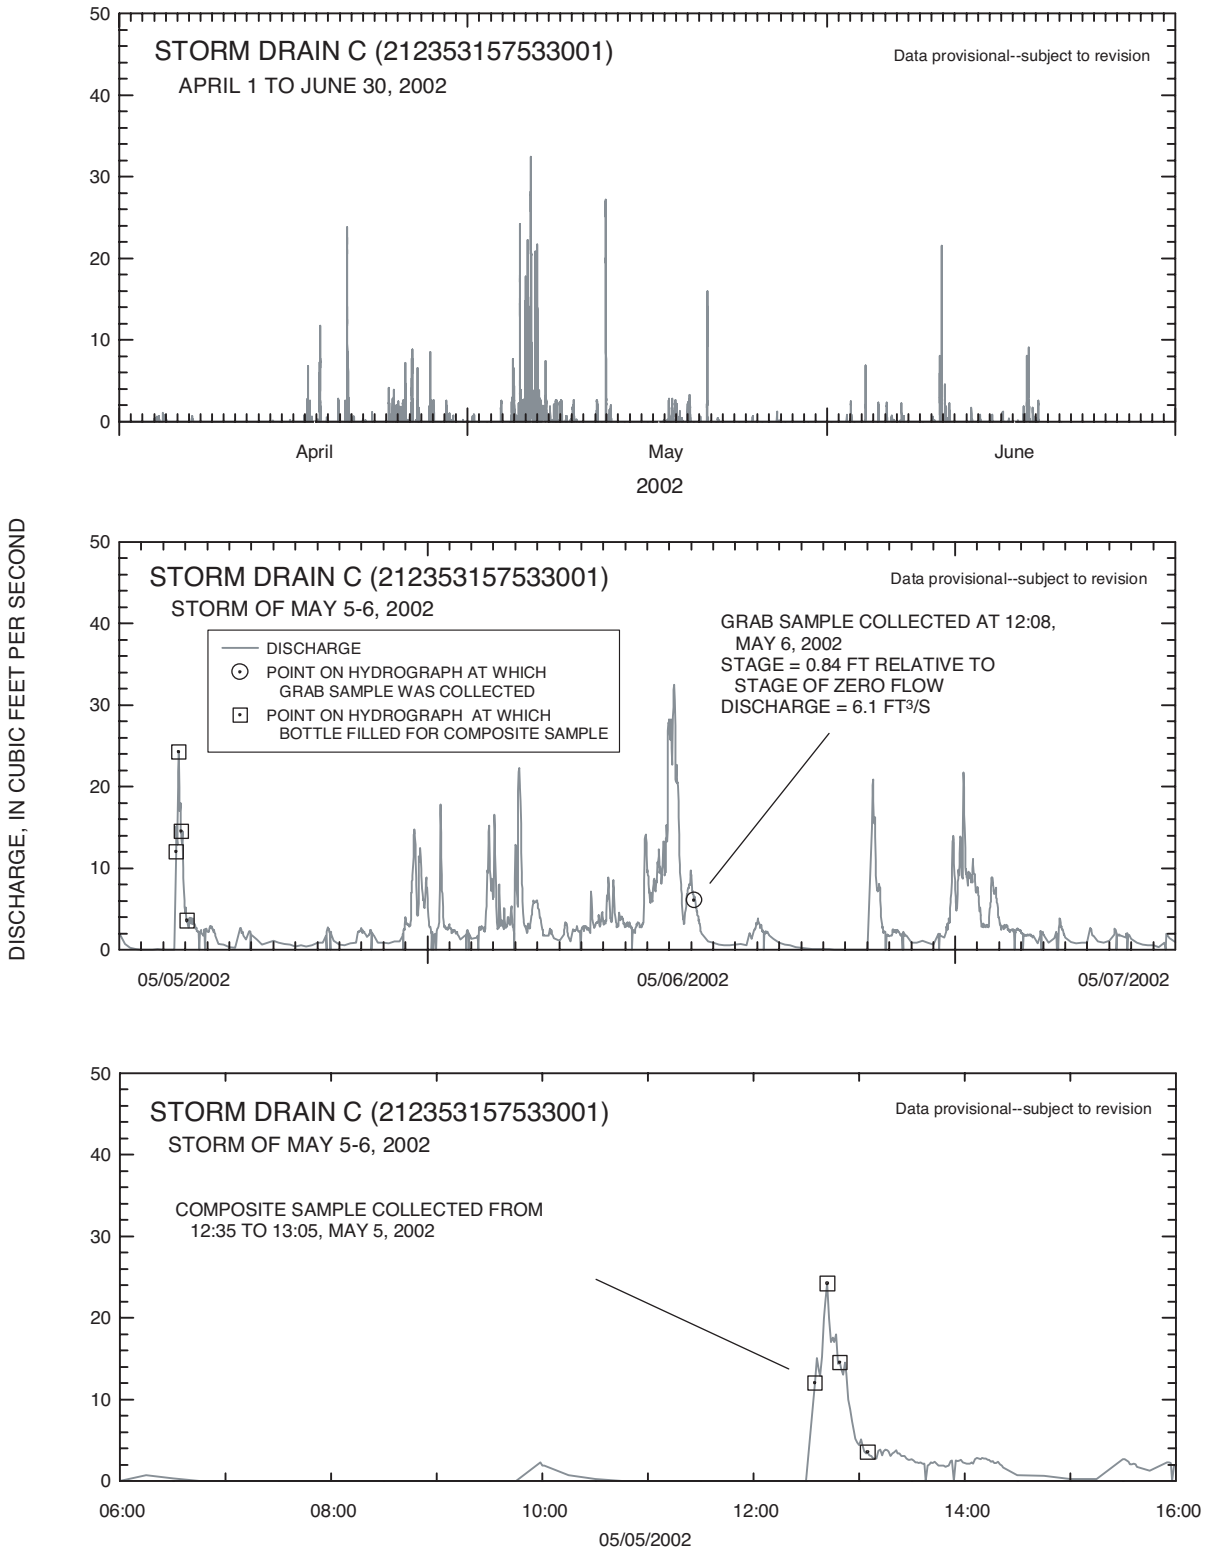 DISCHARGE, IN CUBIC FEET PER SECOND
STORM DRAIN C (212353157533001)
Data provisional--subject to revision
APRIL 1 TO JUNE 30, 2002
50
40
30
20
10
0
April
May
June
2002
STORM DRAIN C (212353157533001)
Data provisional--subject to revision
STORM OF MAY 5-6, 2002
DISCHARGE
POINT ON HYDROGRAPH AT WHICH
GRAB SAMPLE WAS COLLECTED
POINT ON HYDROGRAPH AT WHICH
BOTTLE FILLED FOR COMPOSITE SAMPLE
GRAB SAMPLE COLLECTED AT 12:08,
MAY 6, 2002
STAGE = 0.84 FT RELATIVE TO
STAGE OF ZERO FLOW
DISCHARGE = 6.1 FT³/S
50
40
30
20
10
0
05/05/2002
05/06/2002
05/07/2002
STORM DRAIN C (212353157533001)
Data provisional--subject to revision
STORM OF MAY 5-6, 2002
COMPOSITE SAMPLE COLLECTED FROM
12:35 TO 13:05, MAY 5, 2002
50
40
30
20
10
0
06:00
08:00
10:00
12:00
14:00
16:00
05/05/2002